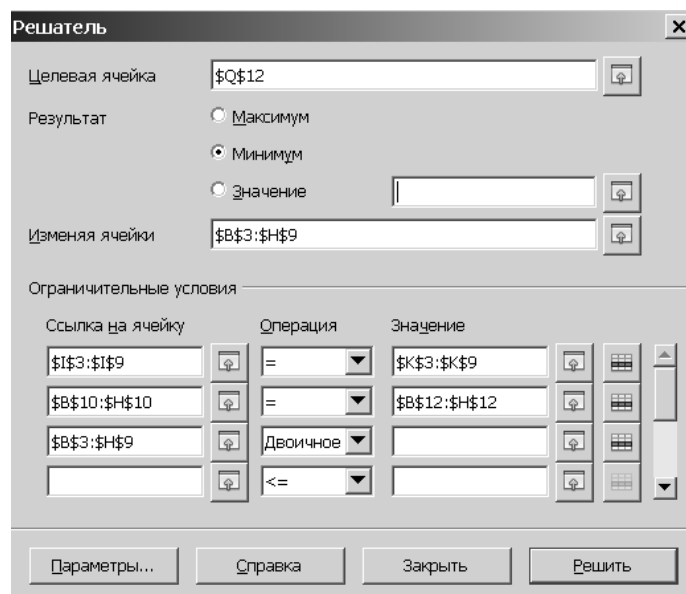 Решатель
Целевая ячейка $Q$12
Результат Максимум
Минимум
Значение
Изменяя ячейки $B$3:$H$9
Ограничительные условия
Ссылка на ячейку Операция Значение
$I$3:$I$9 = $K$3:$K$9
$B$10:$H$10 = $B$12:$H$12
$B$3:$H$9 Двоичное
<=
Параметры... Справка Закрыть Решить